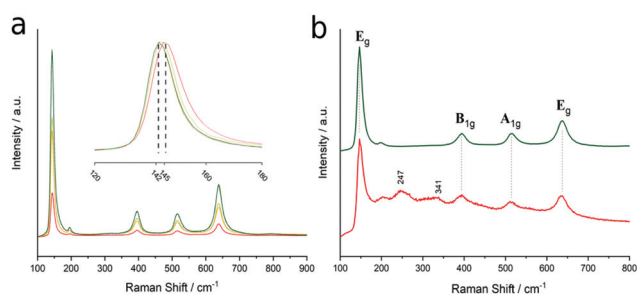 a
Intensity / a.u.
120
142
145
160
180
100 200 300 400 500 600 700 800 900
Raman Shift / cm-1
b
Intensity / a.u.
Eg
B1g
A1g
Eg
247
341
100 200 300 400 500 600 700 800
Raman Shift / cm-1